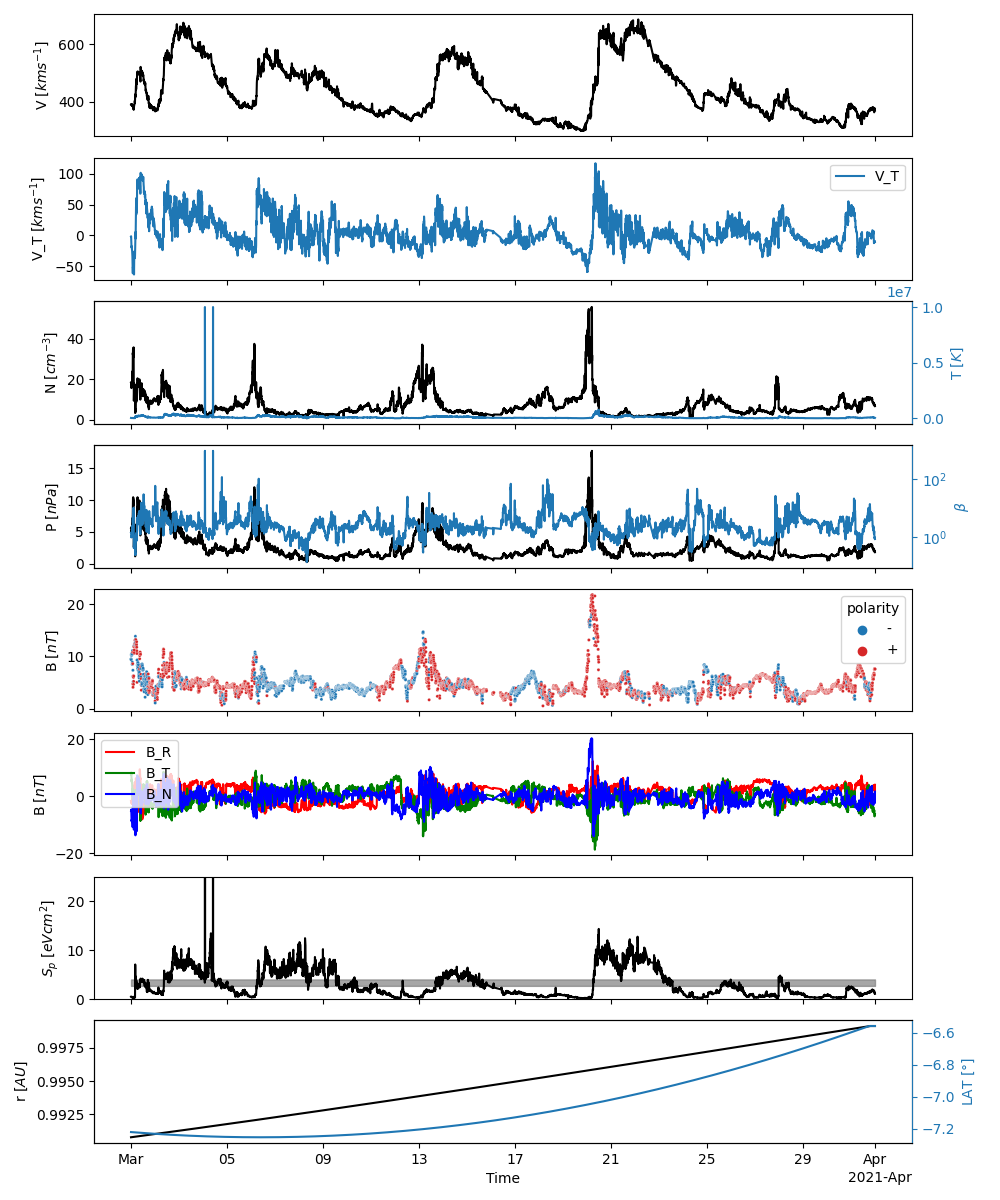 600
400
V [kms⁻¹]
100
50
0
−50
V_T [kms⁻¹]
V_T
1e7
40
20
0
N [cm⁻³]
1.0
0.5
0.0
T [K]
15
10
5
0
P [nPa]
10²
10⁰
β
20
10
0
B [nT]
polarity
-
+
20
0
−20
B [nT]
B_R
B_T
B_N
20
10
0
Sₚ [eVcm²]
0.9975
0.9950
0.9925
r [AU]
−6.6
−6.8
−7.0
−7.2
LAT [°]
Mar 05 09 13 17 21 25 29 Apr
Time
2021-Apr